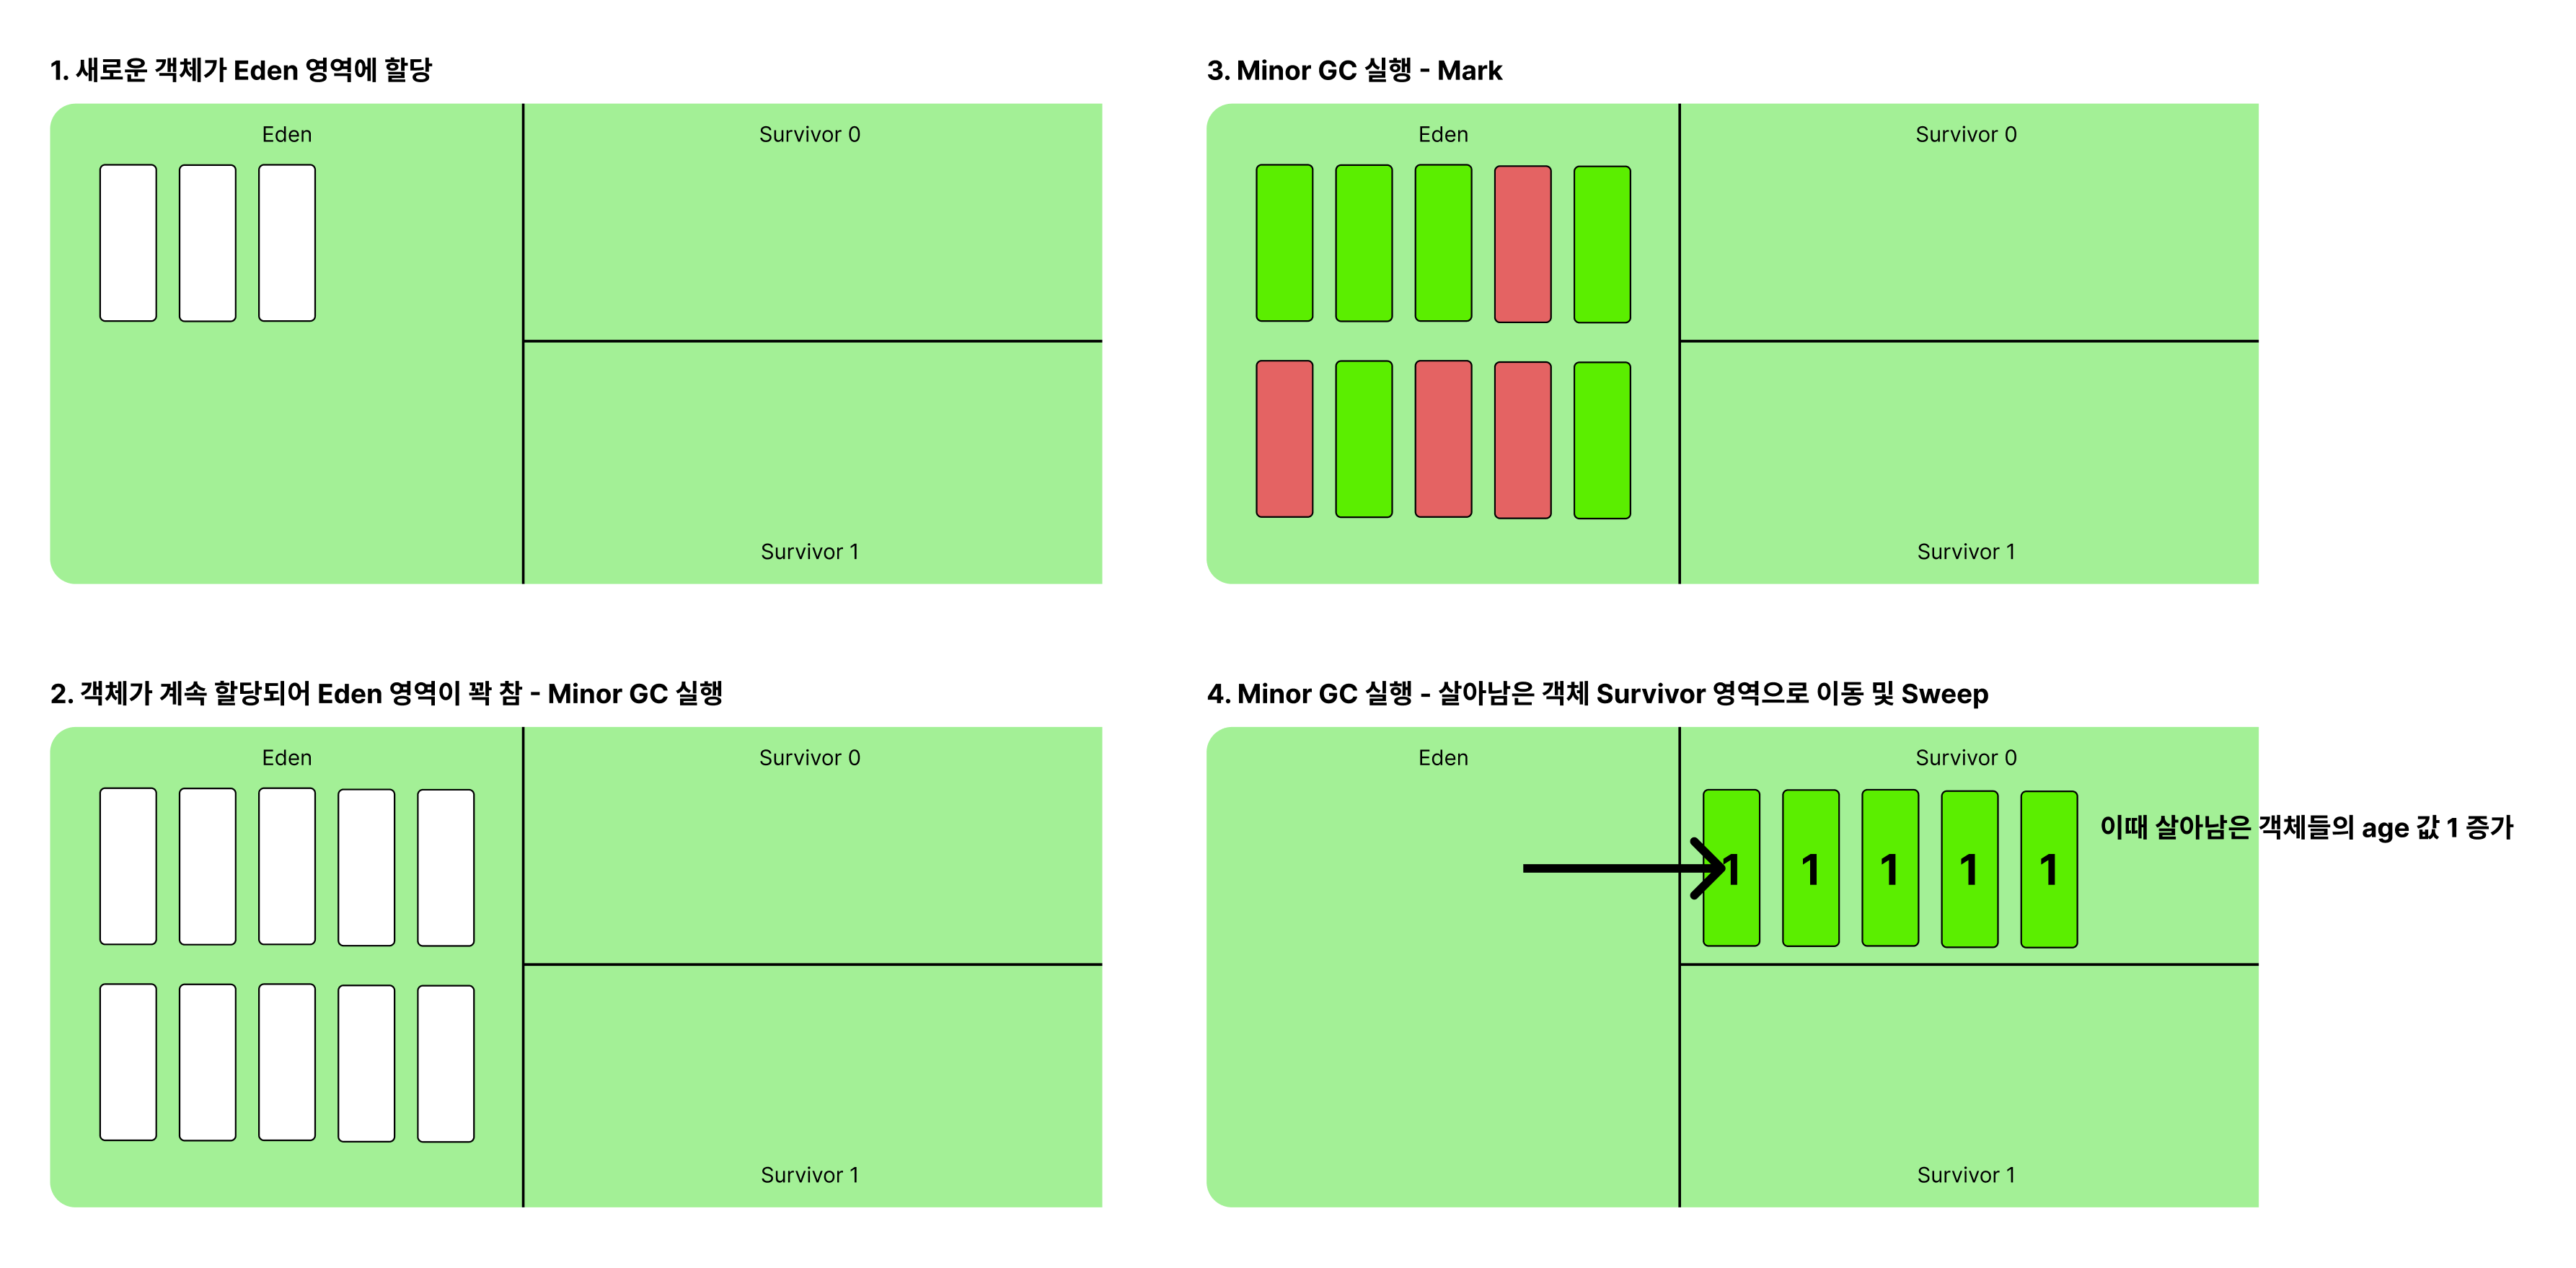 1. 새로운 객체가 Eden 영역에 할당
Eden
Survivor 0
Survivor 1
2. 객체가 계속 할당되어 Eden 영역이 꽉 참 - Minor GC 실행
Eden
Survivor 0
Survivor 1
3. Minor GC 실행 - Mark
Eden
Survivor 0
Survivor 1
4. Minor GC 실행 - 살아남은 객체 Survivor 영역으로 이동 및 Sweep
Eden
Survivor 0
이때 살아남은 객체들의 age 값 1 증가
1 1 1 1 1
Survivor 1